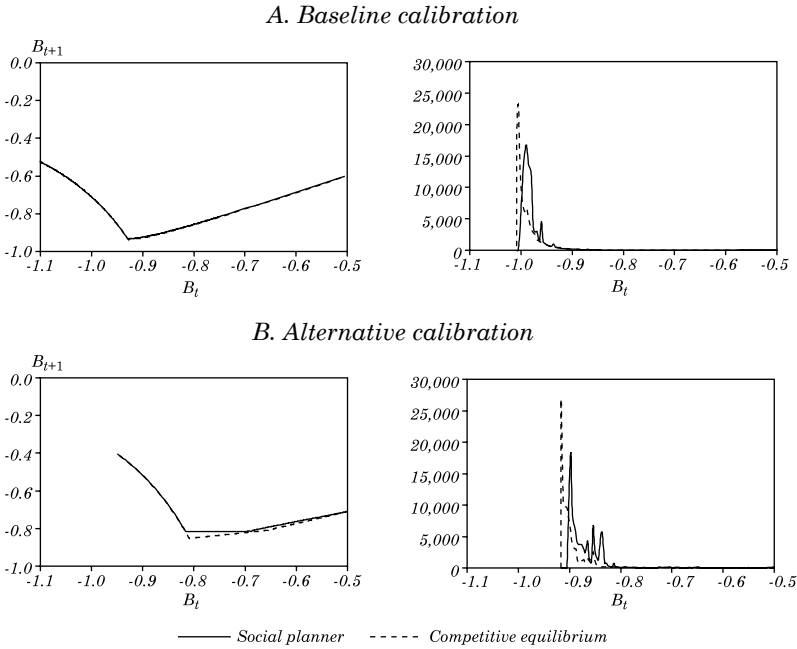 A. Baseline calibration
B_{t+1}
0.0
-0.2
-0.4
-0.6
-0.8
-1.0
-1.1 -1.0 -0.9 -0.8 -0.7 -0.6 -0.5
B_t
30,000
25,000
20,000
15,000
10,000
5,000
0
-1.1 -1.0 -0.9 -0.8 -0.7 -0.6 -0.5
B_t
B. Alternative calibration
B_{t+1}
0.0
-0.2
-0.4
-0.6
-0.8
-1.0
-1.1 -1.0 -0.9 -0.8 -0.7 -0.6 -0.5
B_t
30,000
25,000
20,000
15,000
10,000
5,000
0
-1.1 -1.0 -0.9 -0.8 -0.7 -0.6 -0.5
B_t
Social planner Competitive equilibrium